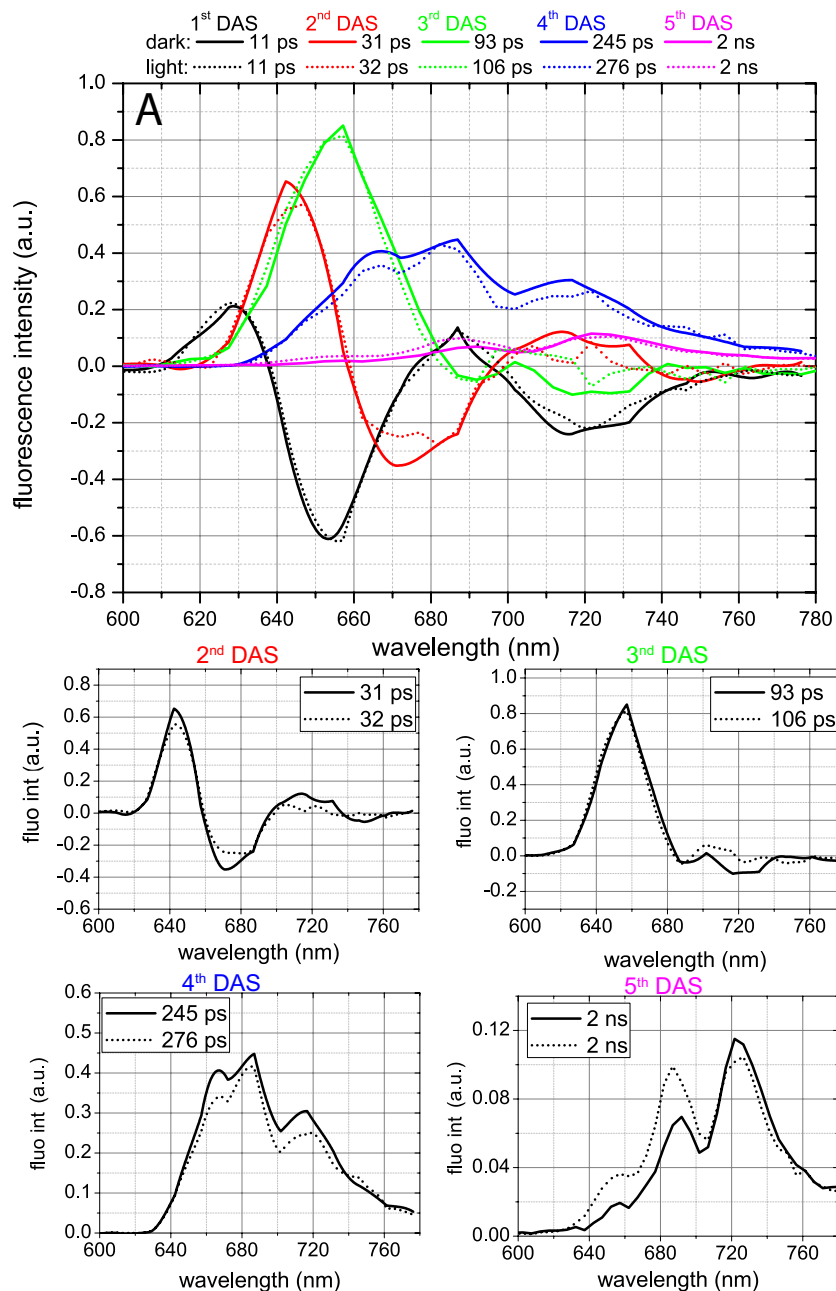 1st DAS 2nd DAS 3rd DAS 4th DAS 5th DAS
dark: 11 ps 31 ps 93 ps 245 ps 2 ns
light: 11 ps 32 ps 106 ps 276 ps 2 ns
A
fluorescence intensity (a.u.)
1.0
0.8
0.6
0.4
0.2
0.0
-0.2
-0.4
-0.6
-0.8
600 620 640 660 680 700 720 740 760 780
wavelength (nm)
2nd DAS
31 ps
32 ps
fluo int (a.u.)
0.8
0.6
0.4
0.2
0.0
-0.2
-0.4
-0.6
600 640 680 720 760
wavelength (nm)
3nd DAS
93 ps
106 ps
fluo int (a.u.)
1.0
0.8
0.6
0.4
0.2
0.0
-0.2
600 640 680 720 760
wavelength (nm)
4th DAS
245 ps
276 ps
fluo int (a.u.)
0.6
0.5
0.4
0.3
0.2
0.1
0.0
600 640 680 720 760
wavelength (nm)
5th DAS
2 ns
2 ns
fluo int (a.u.)
0.12
0.08
0.04
0.00
600 640 680 720 760
wavelength (nm)